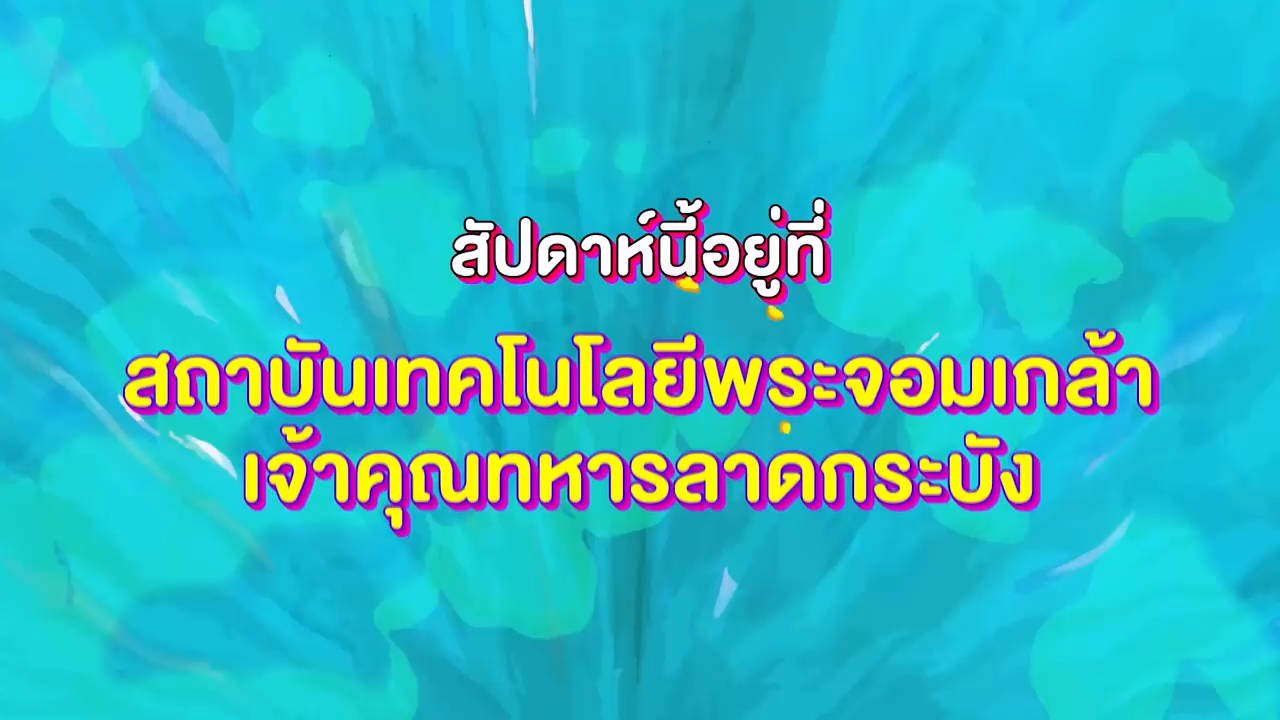 สัปดาห์นี้อยู่ที่
สถาบันเทคโนโลยีพระจอมเกล้า
เจ้าคุณทหารลาดกระบัง